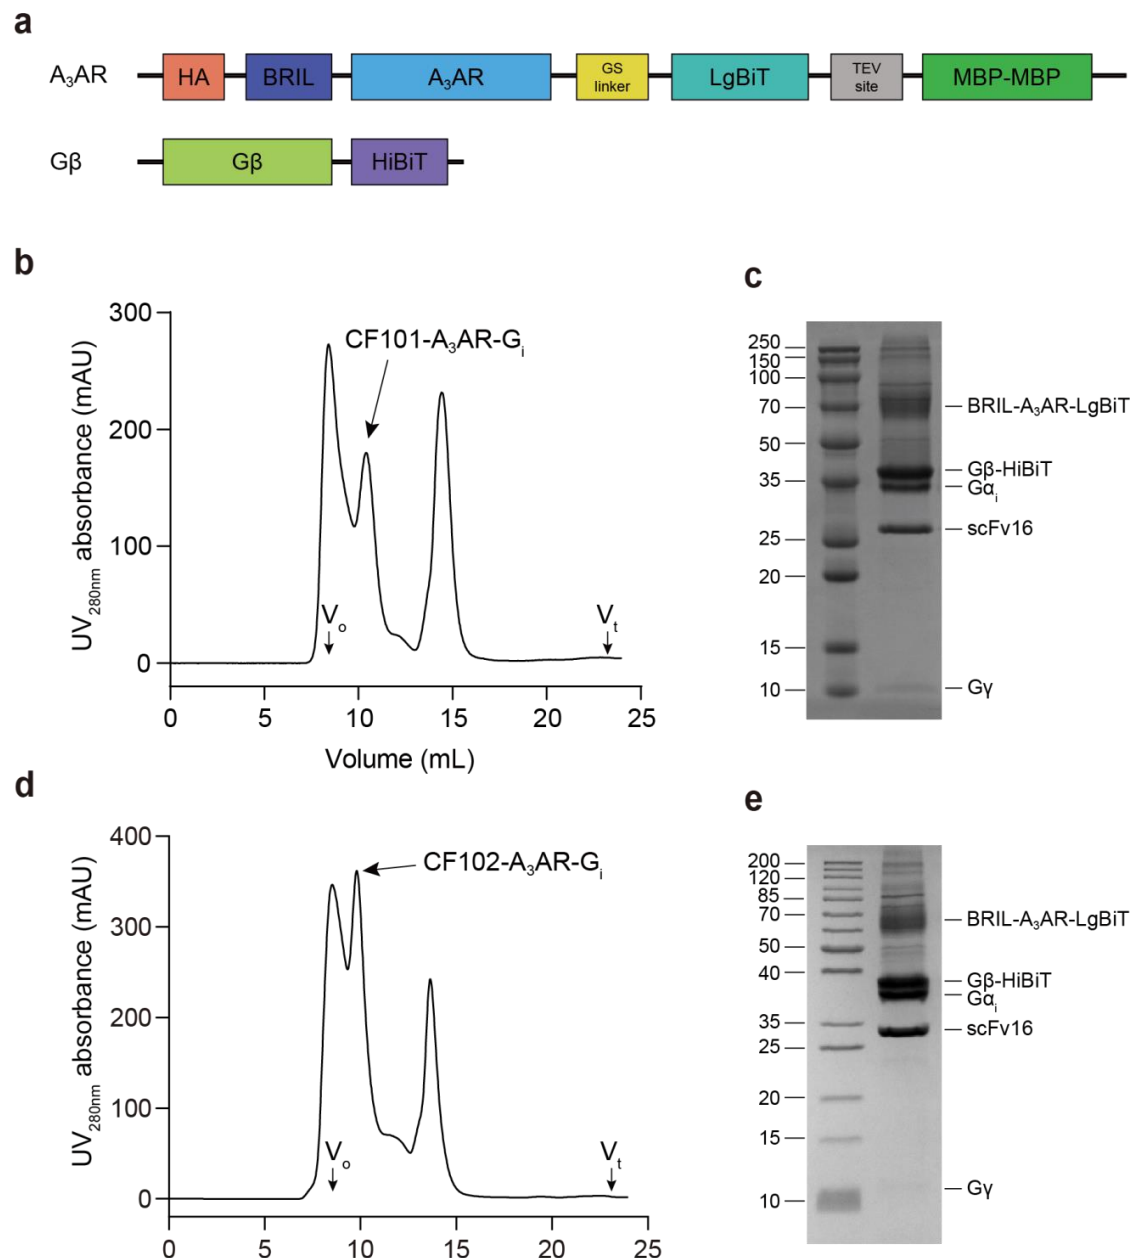 a
A₃AR HA BRIL A₃AR GS linker LgBiT TEV site MBP-MBP
Gβ Gβ HiBiT
b
300
200
100
0
UV280nm absorbance (mAU)
CF101-A₃AR-Gi
Vo
Vt
0 5 10 15 20 25
Volume (mL)
c
250
150
100
70
50
35
25
20
15
10
BRIL-A₃AR-LgBiT
Gβ-HiBiT
Gαi
scFv16
Gγ
d
400
300
200
100
0
UV280nm absorbance (mAU)
CF102-A₃AR-Gi
Vo
Vt
0 5 10 15 20 25
e
200
120
85
70
50
40
35
25
20
15
10
BRIL-A₃AR-LgBiT
Gβ-HiBiT
Gαi
scFv16
Gγ